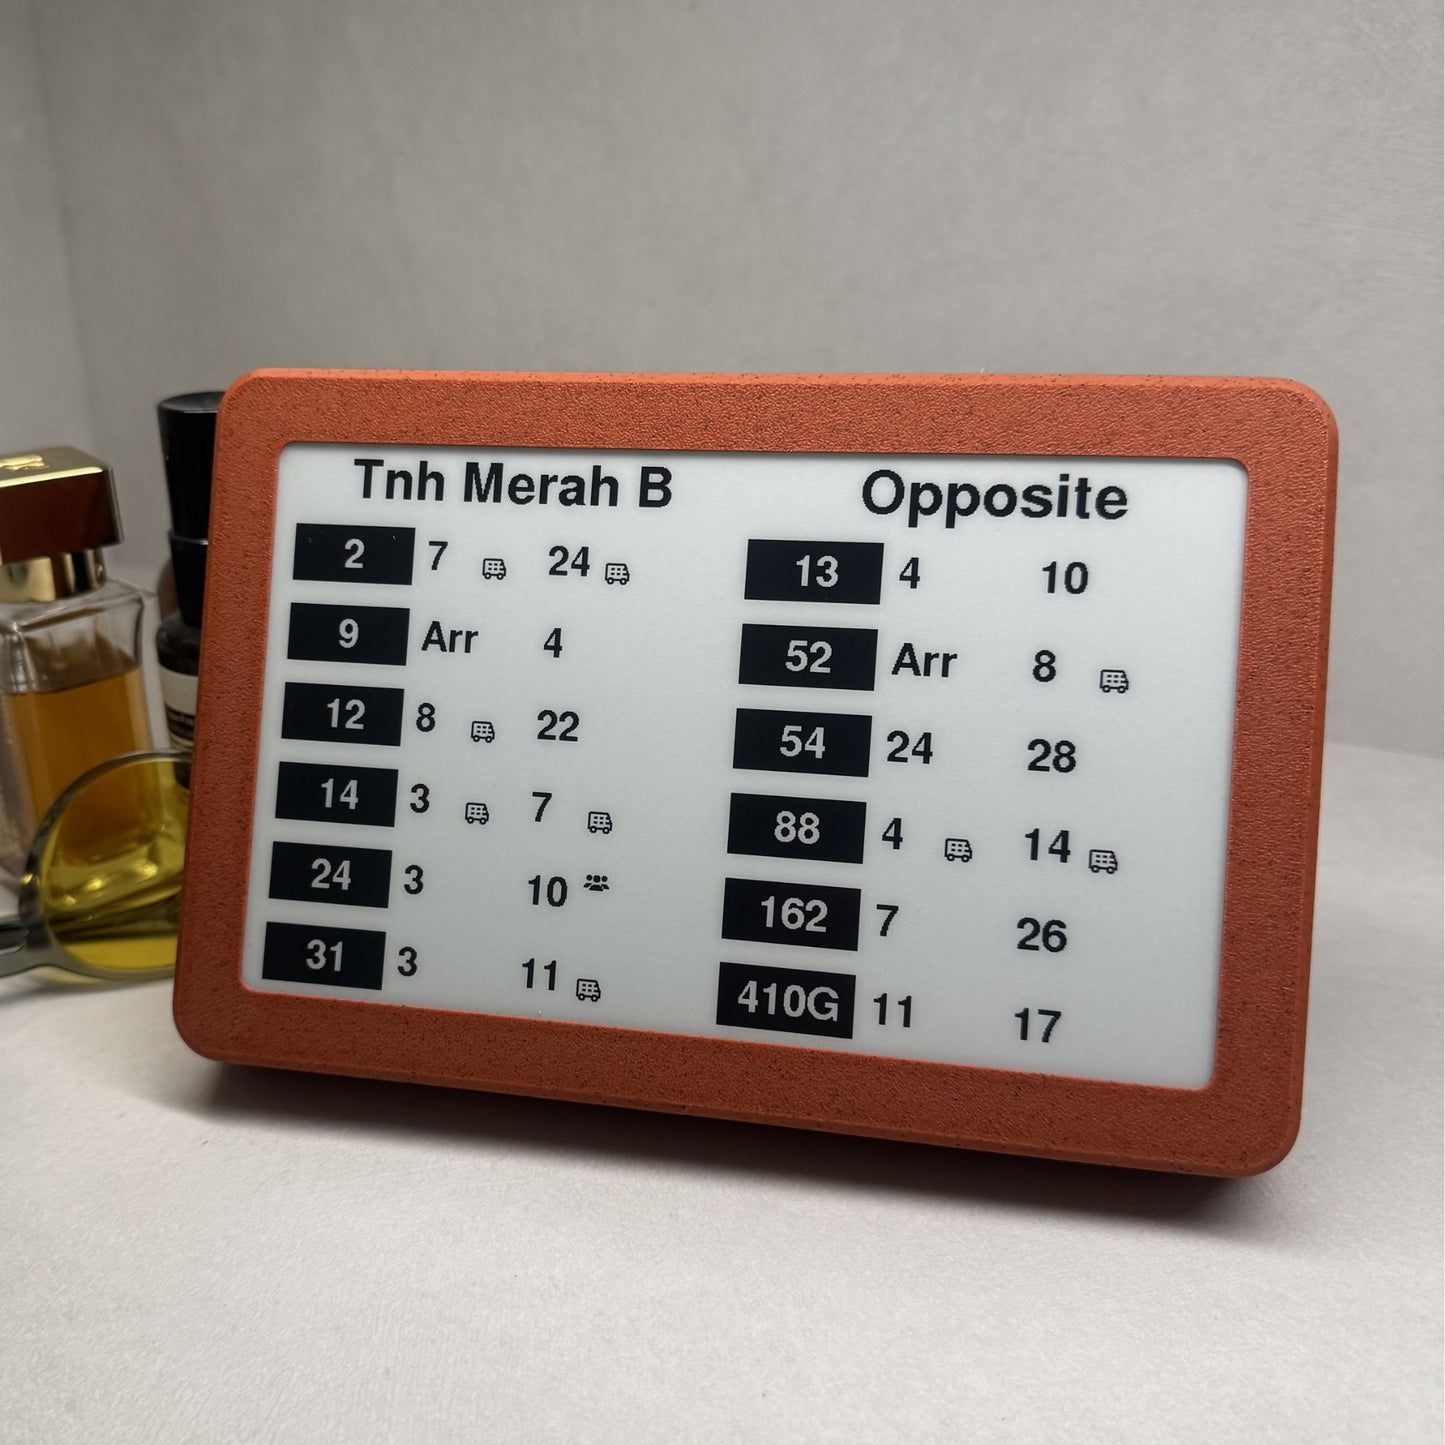 Tnh Merah B
2 7 24
9 Arr 4
12 8 22
14 3 7
24 3 10
31 3 11
Opposite
13 4 10
52 Arr 8
54 24 28
88 4 14
162 7 26
410G 11 17